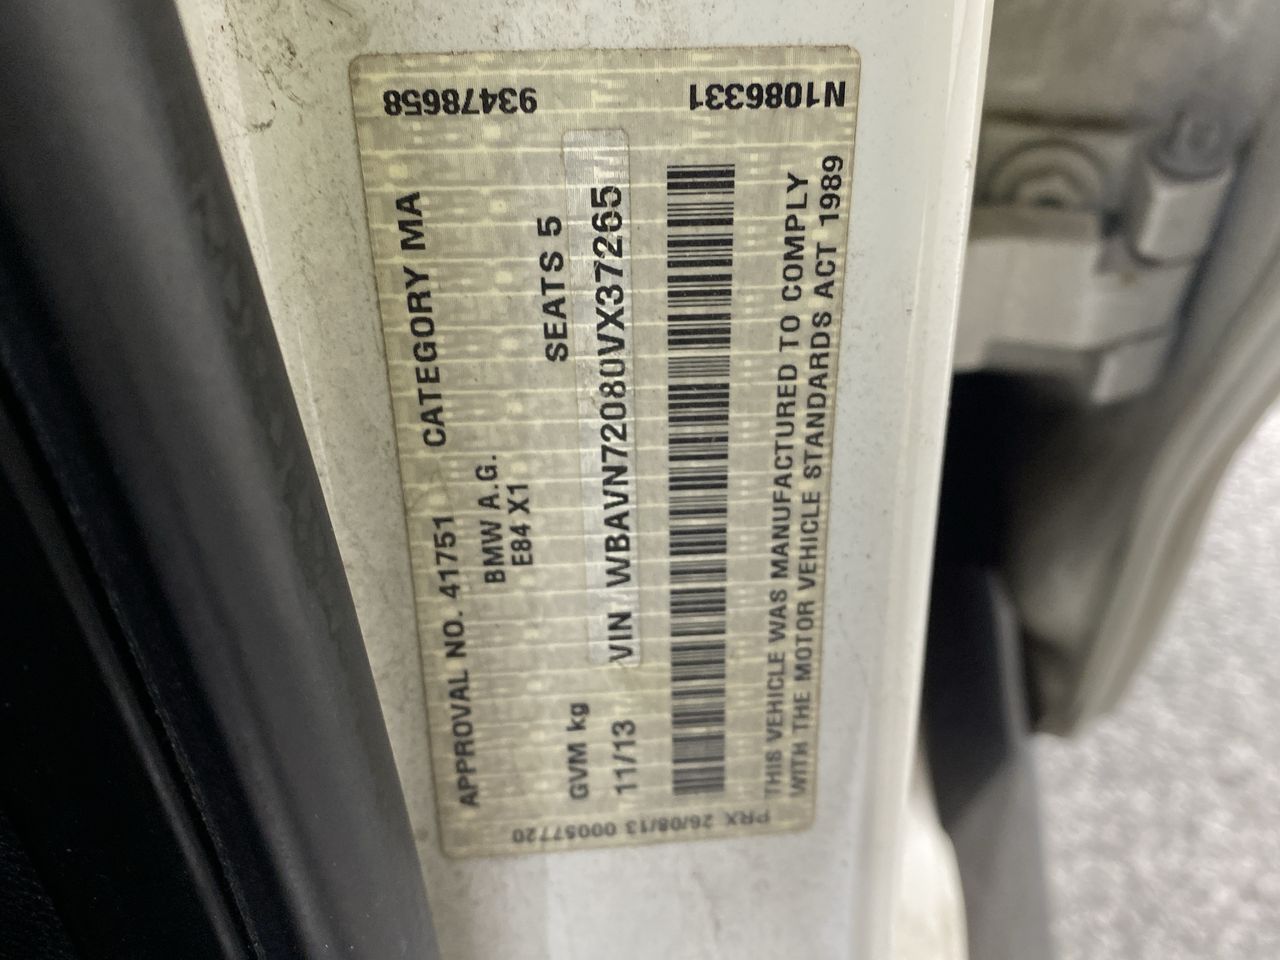 APPROVAL NO. 41751 CATEGORY MA
BMW A.G.
E84 X1
GVM kg SEATS 5
11/13 VIN WBAVN72080VX37265
THIS VEHICLE WAS MANUFACTURED TO COMPLY
WITH THE MOTOR VEHICLE STANDARDS ACT 1989
93478658
N1086331
PRX 26/08/13 00057720